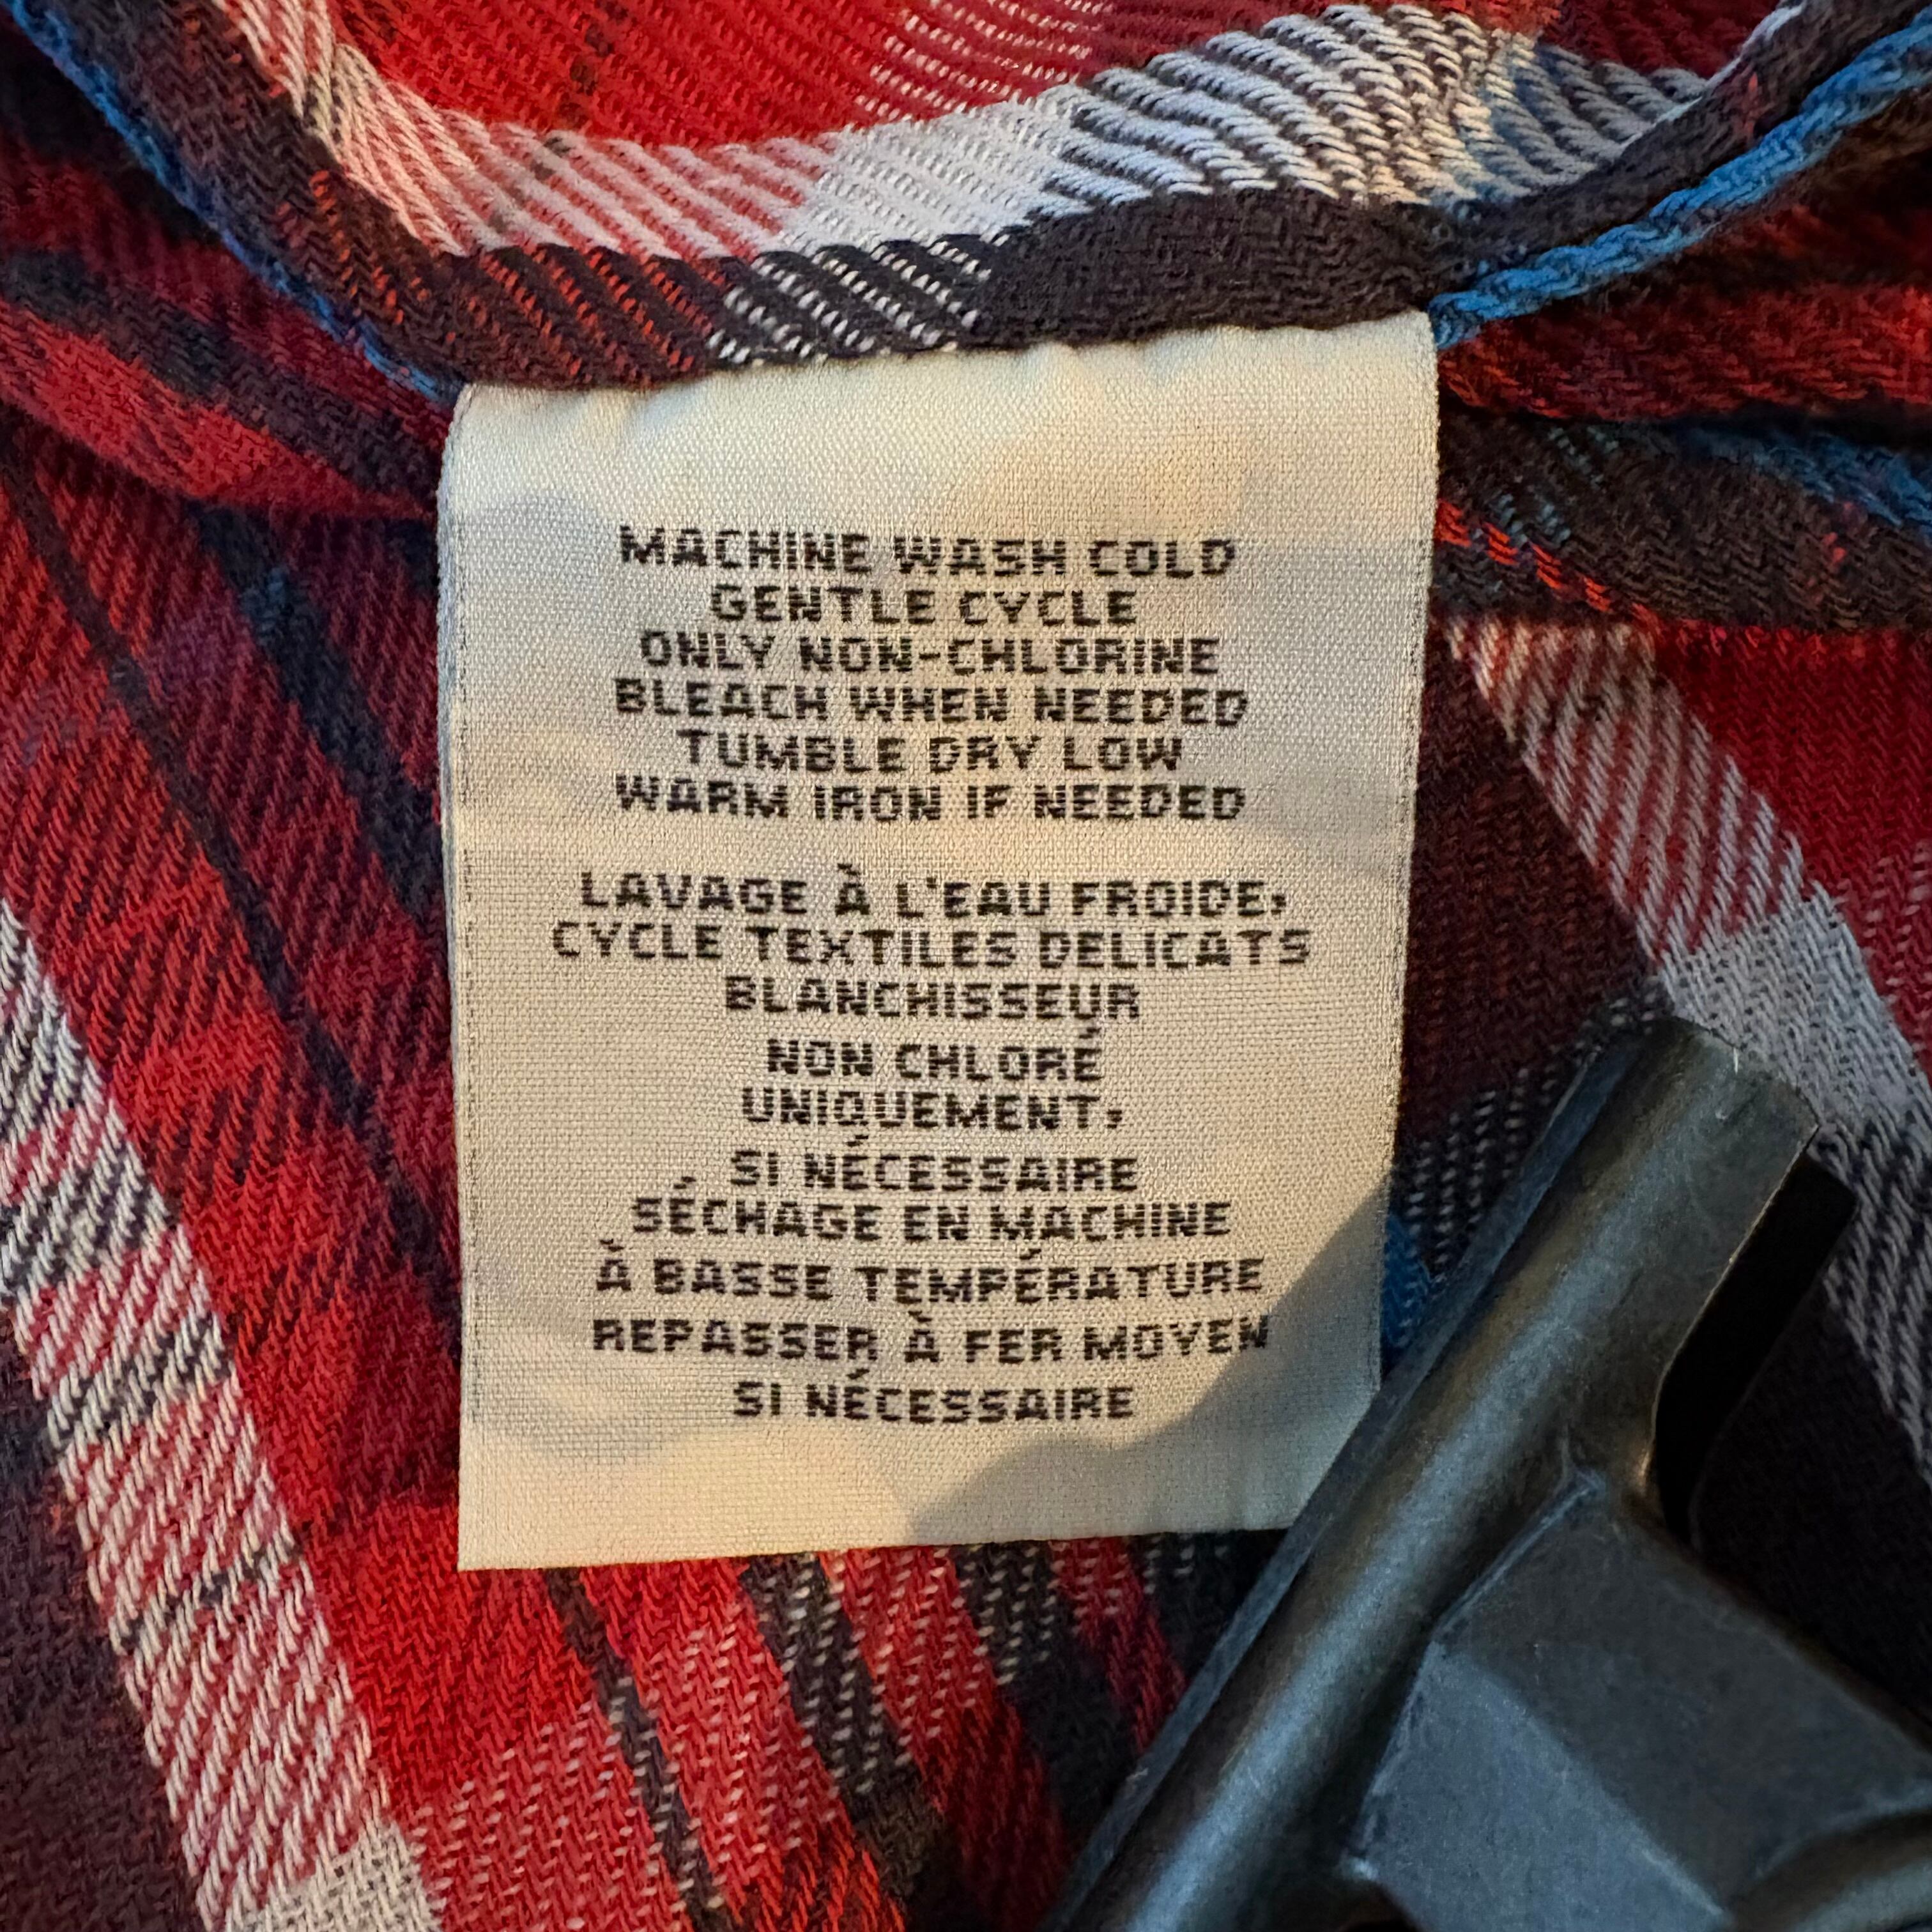 MACHINE WASH COLD
GENTLE CYCLE
ONLY NON-CHLORINE
BLEACH WHEN NEEDED
TUMBLE DRY LOW
WARM IRON IF NEEDED
LAVAGE À L'EAU FROIDE,
CYCLE TEXTILES DELICATS
BLANCHISSEUR
NON CHLORÉ
UNIQUEMENT,
SI NÉCESSAIRE
SÉCHAGE EN MACHINE
À BASSE TEMPÉRATURE
REPASSER À FER MOYEN
SI NÉCESSAIRE